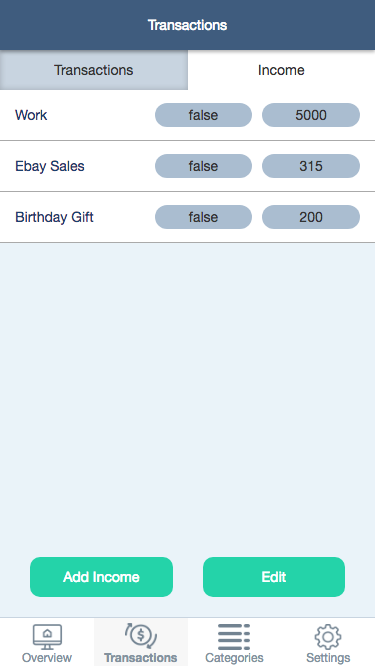 Transactions
Transactions Income
Work false 5000
Ebay Sales false 315
Birthday Gift false 200
Add Income Edit
Overview Transactions Categories Settings